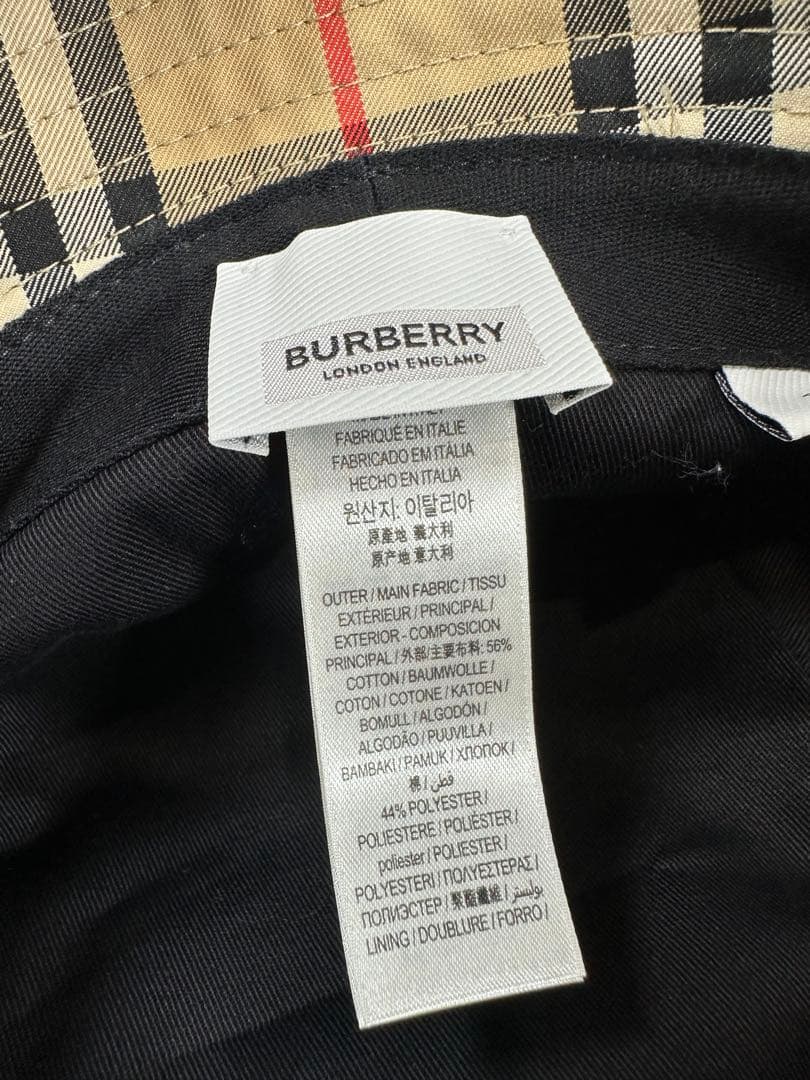 BURBERRY
LONDON ENGLAND
FABRIQUÉ EN ITALIE
FABRICADO EM ITÁLIA
HECHO EN ITALIA
원산지: 이탈리아
原產地 義大利
原产地 意大利
OUTER / MAIN FABRIC / TISSU
EXTÉRIEUR / PRINCIPAL /
EXTERIOR - COMPOSICION
PRINCIPAL / 外部/主要布料: 56%
COTTON / BAUMWOLLE /
COTON / COTONE / KATOEN /
BOMULL / ALGODÓN /
ALGODÃO / PUUVILLA /
BAMBAKI / PAMUK / ХЛОПОК /
棉 / قطن /
44% POLYESTER /
POLIESTERE / POLIÉSTER /
poliester / POLIESTER /
POLYESTERI / ΠΟΛΥΕΣΤΕΡΑΣ /
ПОЛИЭСТЕР / 聚酯纖維 / بوليستر /
LINING / DOUBLURE / FORRO /